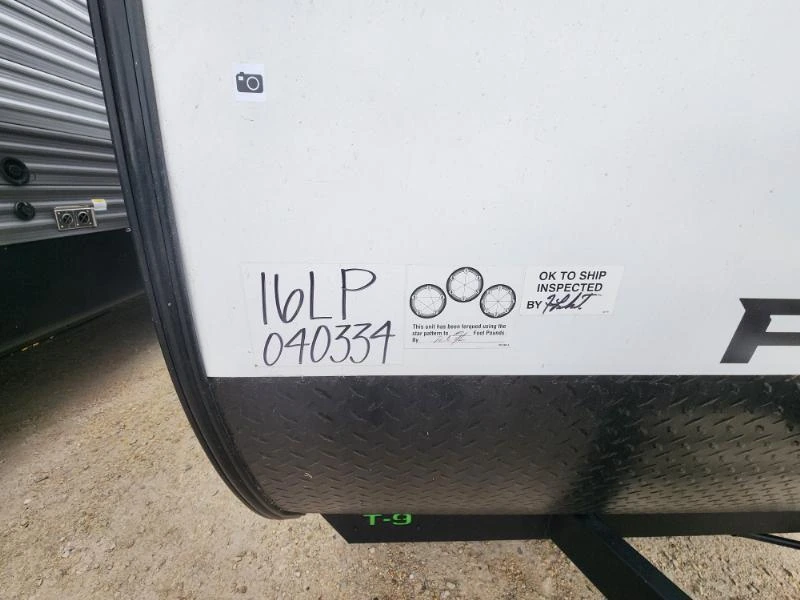 16LP
040334
This unit has been torqued using the
star pattern to Foot Pounds
By
OK TO SHIP
INSPECTED
BY
T-9